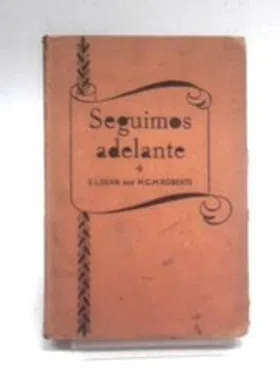 Seguimos
adelante
E.L.DEAN and M.C.M.ROBERTS